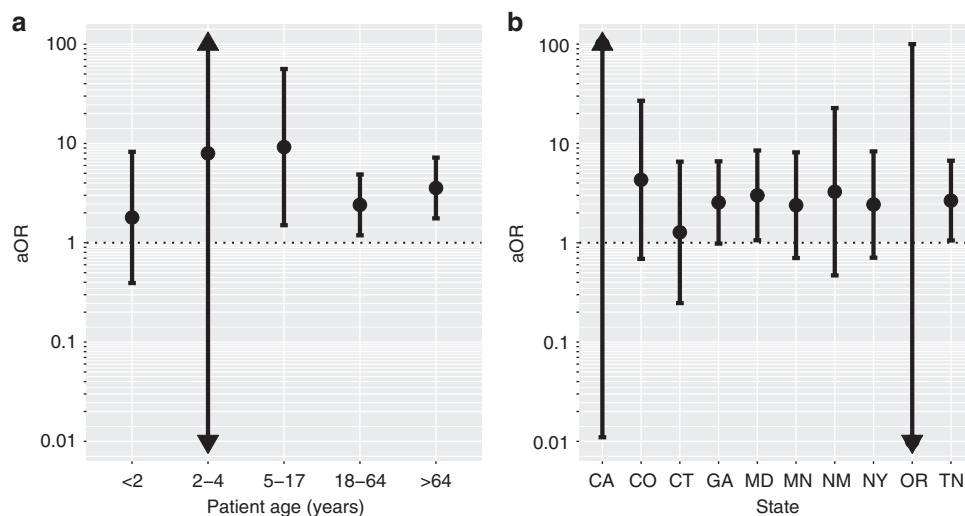 a
100
10
1
0.1
0.01
aOR
<2
2–4
5–17
18–64
>64
Patient age (years)
b
100
10
1
0.1
0.01
aOR
CA
CO
CT
GA
MD
MN
NM
NY
OR
TN
State